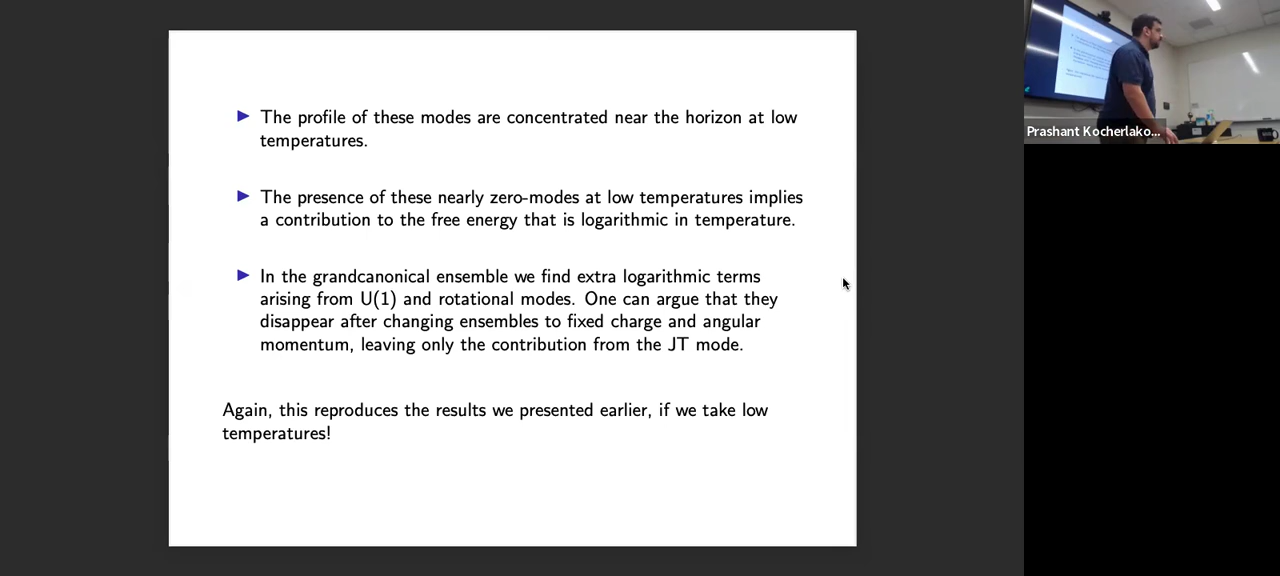 The profile of these modes are concentrated near the horizon at low
temperatures.
The presence of these nearly zero-modes at low temperatures implies
a contribution to the free energy that is logarithmic in temperature.
In the grandcanonical ensemble we find extra logarithmic terms
arising from U(1) and rotational modes. One can argue that they
disappear after changing ensembles to fixed charge and angular
momentum, leaving only the contribution from the JT mode.
Again, this reproduces the results we presented earlier, if we take low
temperatures!
Prashant Kocherlako...